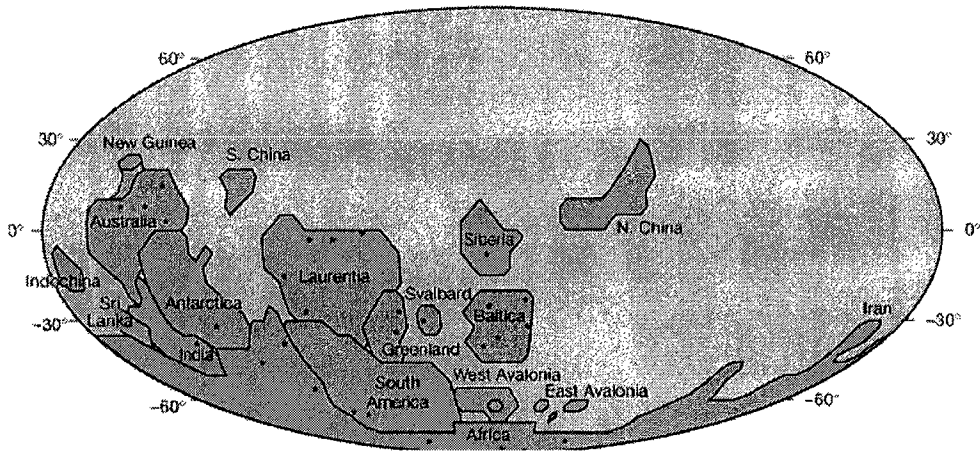 60°
60°
30°
30°
New Guinea
S. China
Australia
N. China
0°
Siberia
0°
Indochina
Laurentia
Svalbard
Sri
Lanka
Antarctica
Baltica
Iran
-30°
-30°
India
Greenland
West Avalonia
South
America
East Avalonia
-60°
-60°
Africa